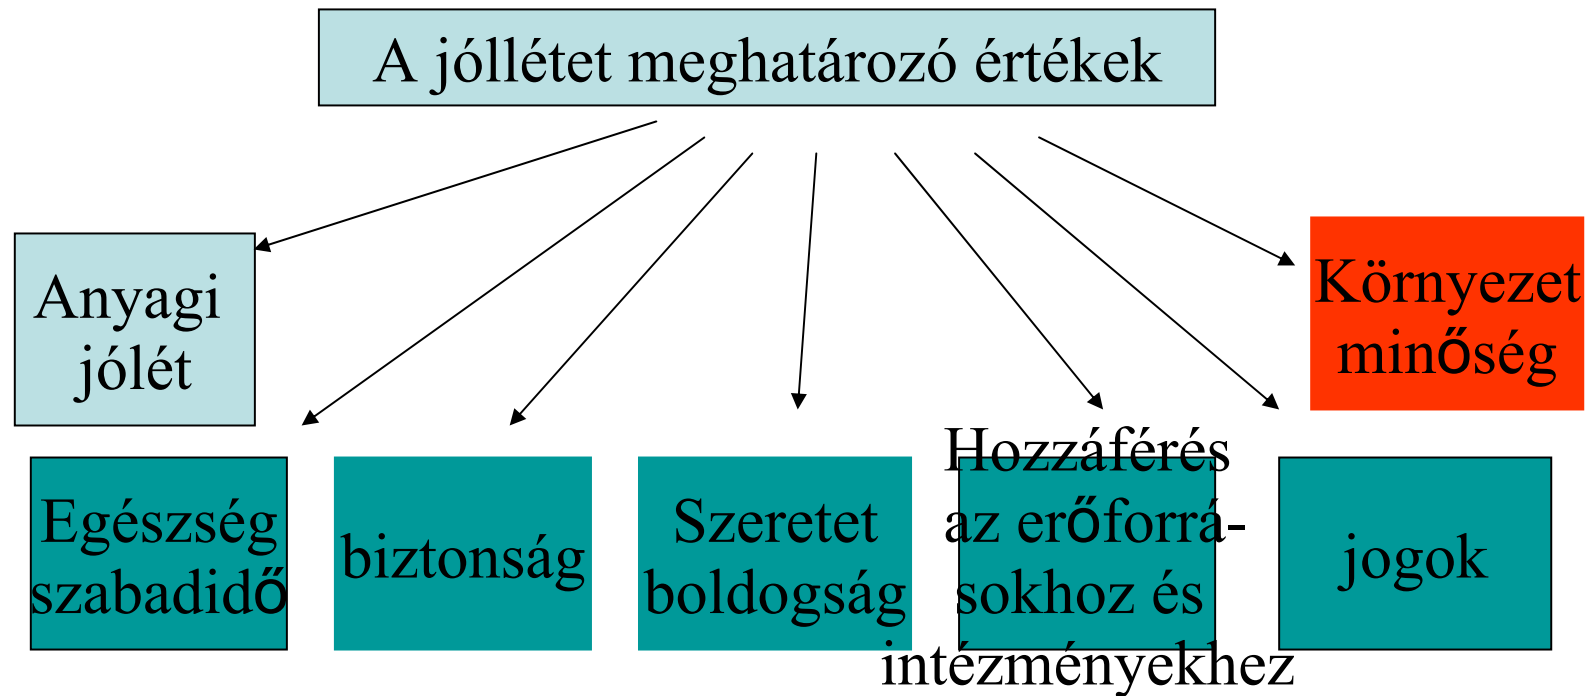 A jóllétet meghatározó értékek
Anyagi
jólét
Környezet
minőség
Egészség
szabadidő
biztonság
Szeretet
boldogság
Hozzáférés
az erőforrá-
sokhoz és
intézményekhez
jogok